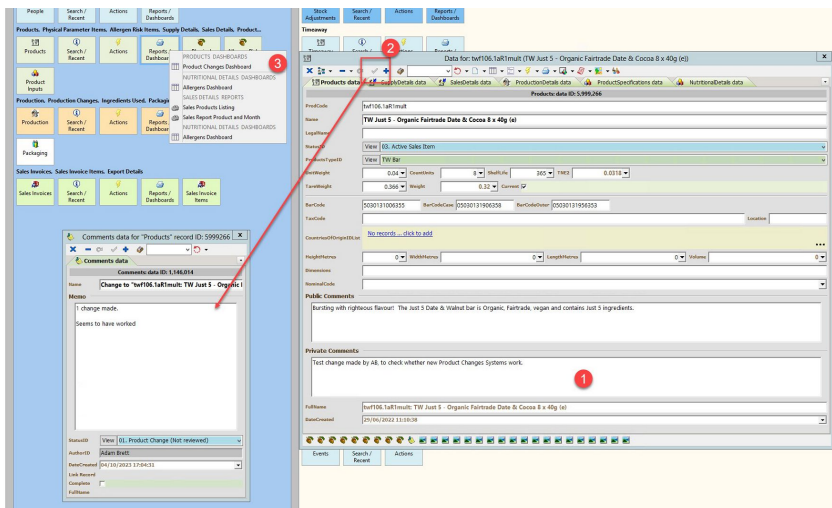 People
Search / Recent
Actions
Reports / Dashboards
Products, Physical Parameter Items, Allergen Risk Items, Supply Details, Sales Details, Product...
Products
Search / Recent
Actions
Reports / Dashboards
PRODUCTS DASHBOARDS
Product Changes Dashboard
NUTRITIONAL DETAILS DASHBOARDS
Allergens Dashboard
SALES DETAILS REPORTS
Sales Products Listing
Sales Report Product and Month
NUTRITIONAL DETAILS DASHBOARDS
Allergens Dashboard
3
Product Inputs
Production, Production Changes, Ingredients Used, Packagin
Production
Search / Recent
Actions
Reports / Dashboar
Packaging
Sales Invoices, Sales Invoice Items, Export Details
Sales Invoices
Search / Recent
Actions
Reports / Dashboards
Sales Invoice Items
Comments data for "Products" record ID: 5999266
X
Comments data
Comments: data ID: 1,146,014
Name
Change to "twf106.1aR1mult: TW Just 5 - Organic
Memo
1 change made.
Seems to have worked
StatusID
View
01. Product Change (Not reviewed)
AuthorID
Adam Brett
DateCreated
04/10/2023 17:04:31
Link Record
Complete
FullName
Stock Adjustments
Search / Recent
Actions
Reports / Dashboards
Timeaway
2
Data for: twf106.1aR1mult (TW Just 5 - Organic Fairtrade Date & Cocoa 8 x 40g (e))
X
Products data
SupplyDetails data
SalesDetails data
ProductionDetails data
ProductSpecifications data
NutritionalDetails data
Products: data ID: 5,999,266
ProdCode
twf106.1aR1mult
Name
TW Just 5 - Organic Fairtrade Date & Cocoa 8 x 40g (e)
LegalName
StatusID
View
03. Active Sales Item
ProductsTypeID
View
TW Bar
UnitWeight
0.04
CountUnits
8
ShelfLife
365
TNE2
0.0318
TareWeight
0.366
Weight
0.32
Current
BarCode
5030131006355
BarCodeCase
05030131906358
BarCodeOuter
05030131956353
TaxCode
Location
CountriesOfOriginIDList
No records ... click to add
HeightMetres
0
WidthMetres
0
LengthMetres
0
Volume
0
Dimensions
NominalCode
Public Comments
Bursting with righteous flavour! The Just 5 Date & Walnut bar is Organic, Fairtrade, vegan and contains Just 5 ingredients.
Private Comments
Test change made by AB, to check whether new Product Changes Systems work.
1
FullName
twf106.1aR1mult: TW Just 5 - Organic Fairtrade Date & Cocoa 8 x 40g (e)
DateCreated
29/06/2022 11:10:38
Events
Search / Recent
Actions